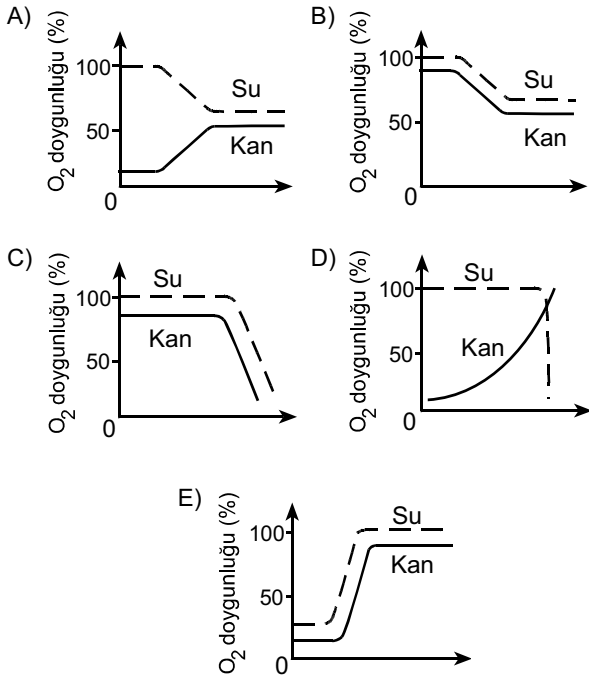 A)
O2 doygunluğu (%)
100
50
0
Su
Kan
B)
O2 doygunluğu (%)
100
50
0
Su
Kan
C)
O2 doygunluğu (%)
100
50
0
Su
Kan
D)
O2 doygunluğu (%)
100
50
0
Su
Kan
E)
O2 doygunluğu (%)
100
50
0
Su
Kan